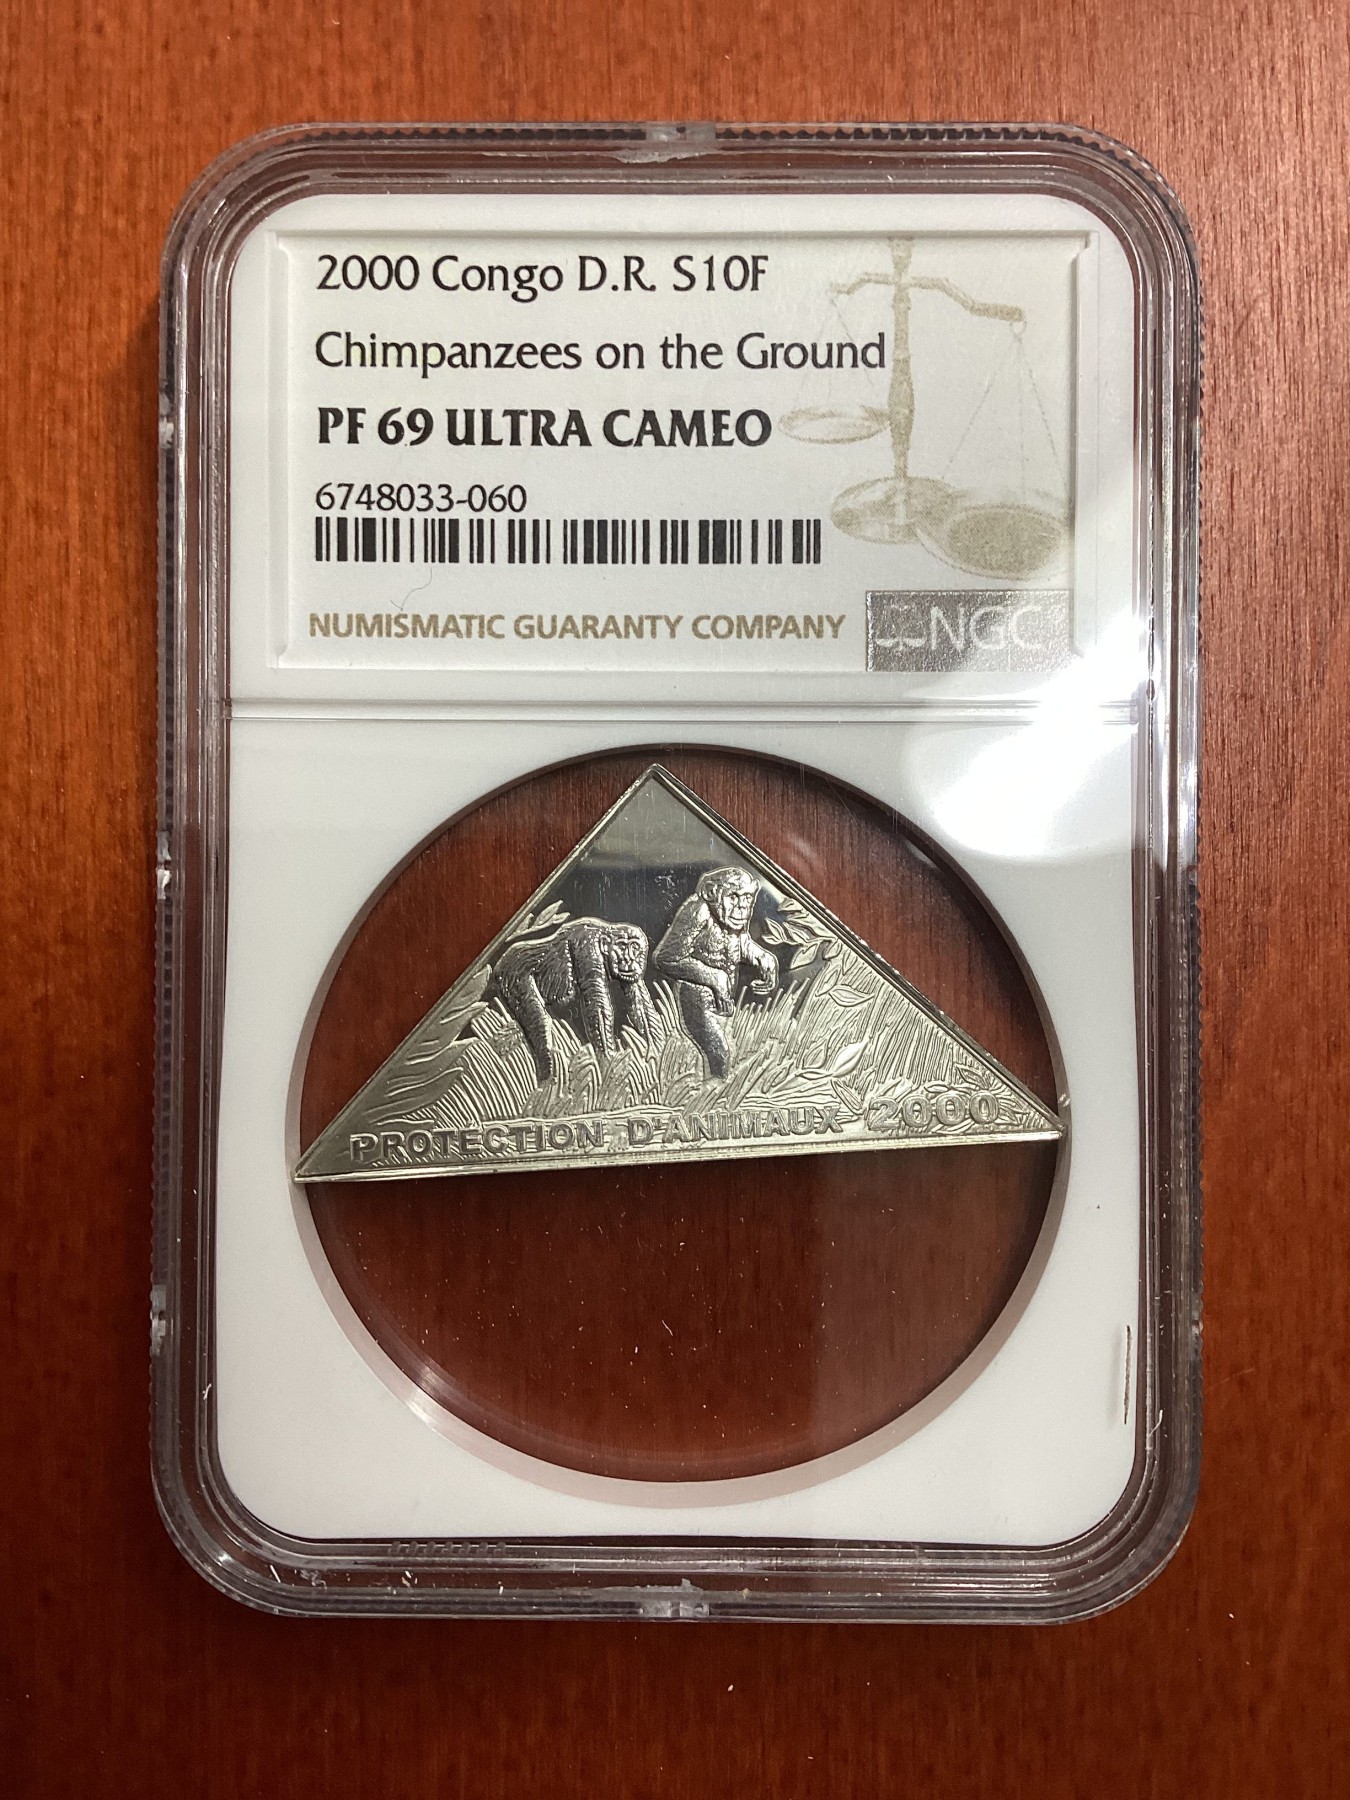 2000 Congo D.R. S10F
Chimpanzees on the Ground
PF 69 ULTRA CAMEO
6748033-060
NUMISMATIC GUARANTY COMPANY
NGC
PROTECTION D'ANIMAUX 2000